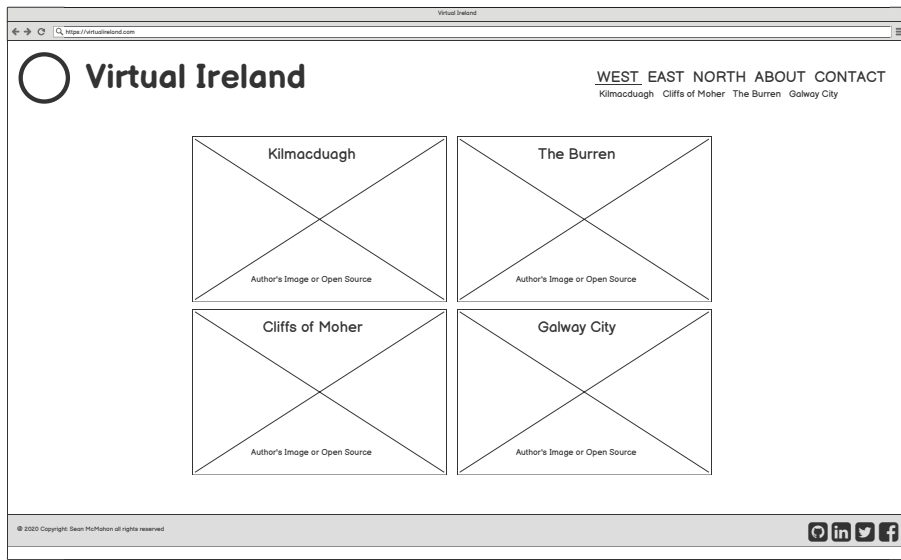 Virtual Ireland
https://virtualireland.com
Virtual Ireland
WEST EAST NORTH ABOUT CONTACT
Kilmacduagh Cliffs of Moher The Burren Galway City
Kilmacduagh
Author's Image or Open Source
The Burren
Author's Image or Open Source
Cliffs of Moher
Author's Image or Open Source
Galway City
Author's Image or Open Source
© 2020 Copyright: Sean McMahon all rights reserved